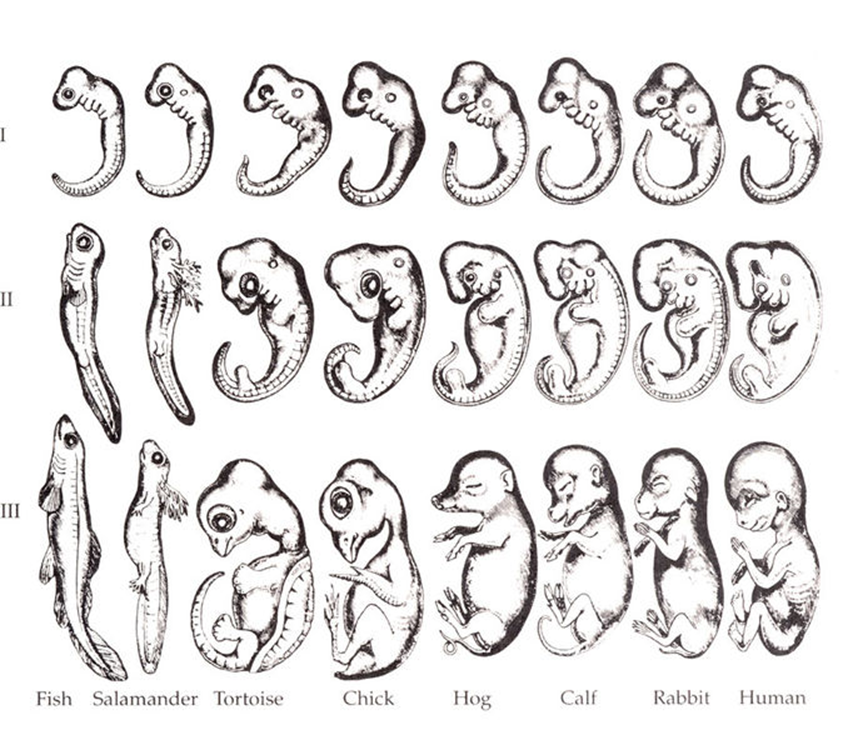 I
II
III
Fish Salamander Tortoise Chick Hog Calf Rabbit Human